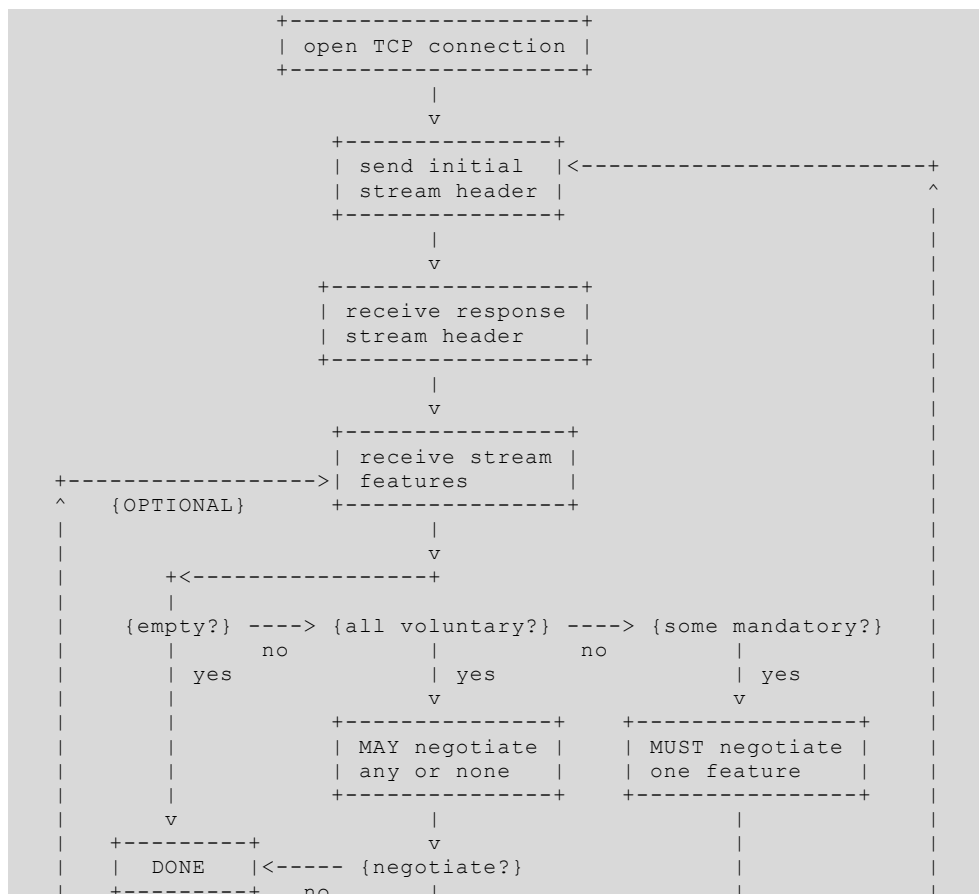 +---------------------+
                      | open TCP connection |
                      +---------------------+
                                 |
                                 v
                          +---------------+
                          | send initial  |<-------------------------+
                          | stream header |                          ^
                          +---------------+                          |
                                 |                                   |
                                 v                                   |
                         +------------------+                        |
                         | receive response |                        |
                         | stream header    |                        |
                         +------------------+                        |
                                 |                                   |
                                 v                                   |
                          +----------------+                         |
                          | receive stream |                         |
      +------------------>| features       |                         |
      ^   {OPTIONAL}      +----------------+                         |
      |                          |                                   |
      |                          v                                   |
      |       +<-----------------+                                   |
      |       |                                                      |
      |    {empty?} ----> {all voluntary?} ----> {some mandatory?}   |
      |       |      no          |          no         |             |
      |       | yes              | yes                 | yes         |
      |       |                  v                     v             |
      |       |           +---------------+    +----------------+    |
      |       |           | MAY negotiate |    | MUST negotiate |    |
      |       |           | any or none   |    | one feature    |    |
      |       |           +---------------+    +----------------+    |
      |       v                  |                     |             |
      |   +---------+            v                     |             |
      |   |  DONE   |<----- {negotiate?}               |             |
      |   +---------+   no       |                     |             |